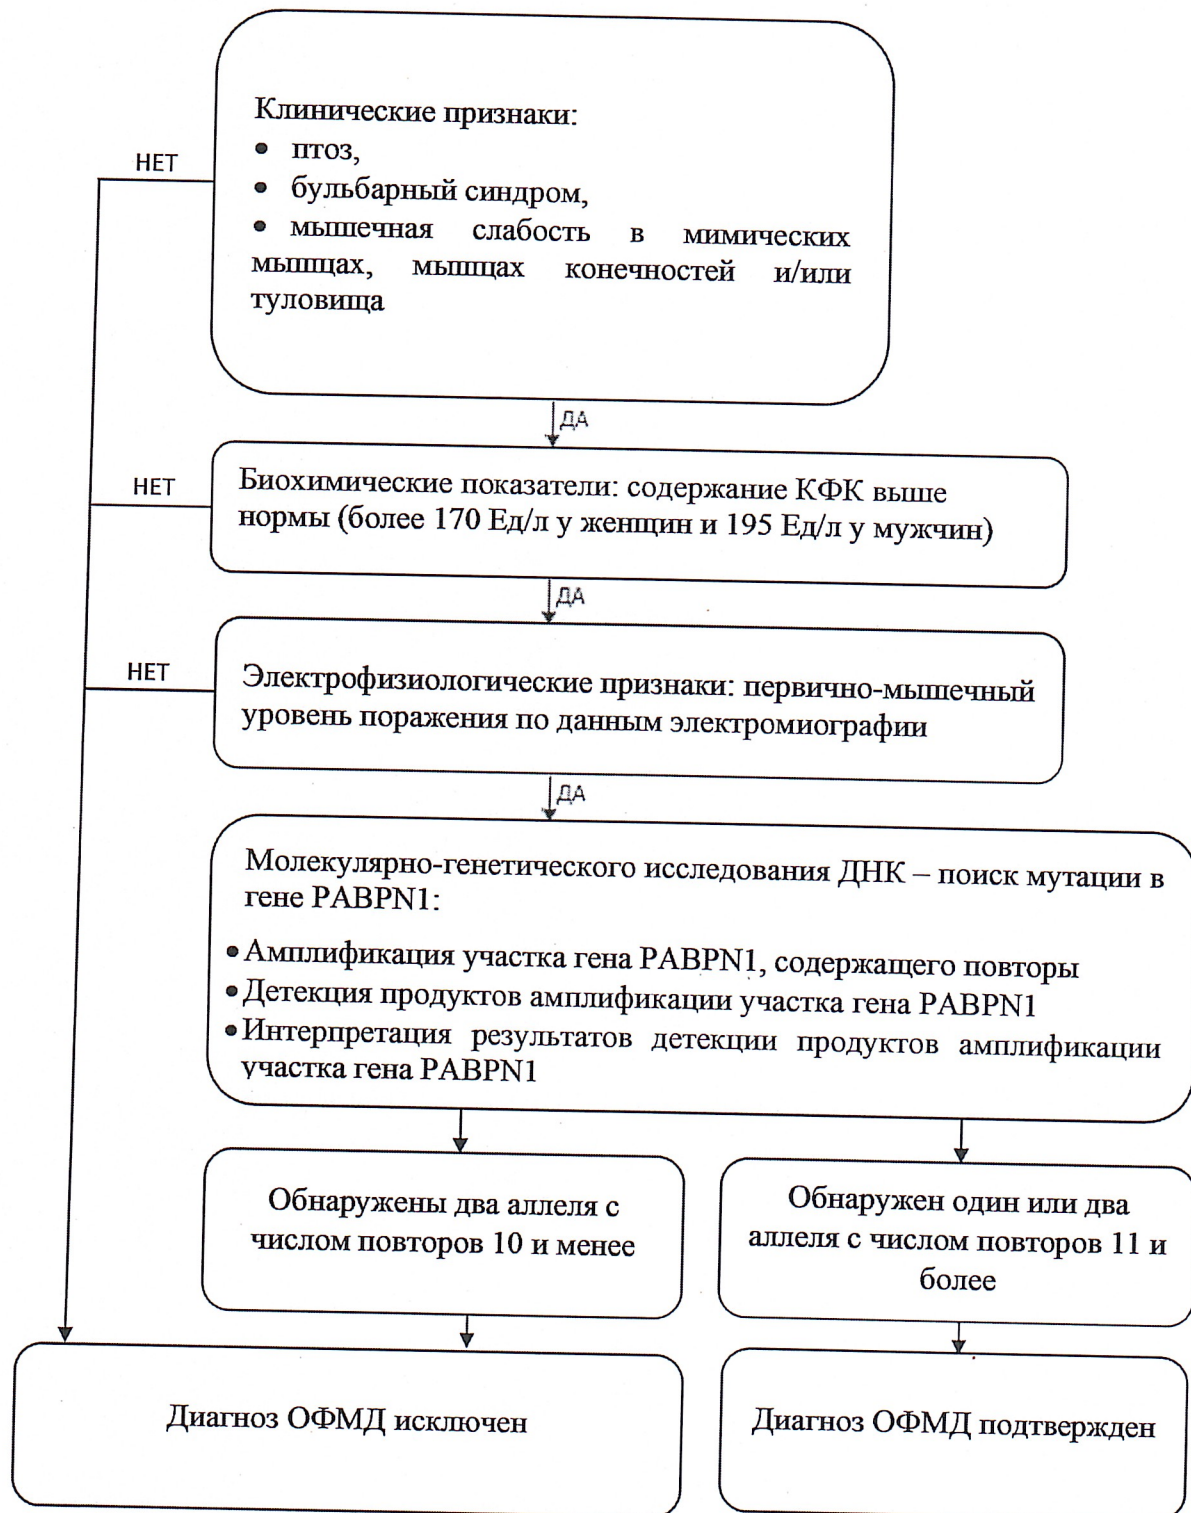 Клинические признаки:
• птоз,
• бульбарный синдром,
• мышечная слабость в мимических
мышцах, мышцах конечностей и/или
туловища
НЕТ
ДА
Биохимические показатели: содержание КФК выше
нормы (более 170 Ед/л у женщин и 195 Ед/л у мужчин)
НЕТ
ДА
Электрофизиологические признаки: первично-мышечный
уровень поражения по данным электромиографии
НЕТ
ДА
Молекулярно-генетического исследования ДНК – поиск мутации в
гене PABPN1:
• Амплификация участка гена PABPN1, содержащего повторы
• Детекция продуктов амплификации участка гена PABPN1
• Интерпретация результатов детекции продуктов амплификации
участка гена PABPN1
Обнаружены два аллеля с
числом повторов 10 и менее
Обнаружен один или два
аллеля с числом повторов 11 и
более
Диагноз ОФМД исключен
Диагноз ОФМД подтвержден